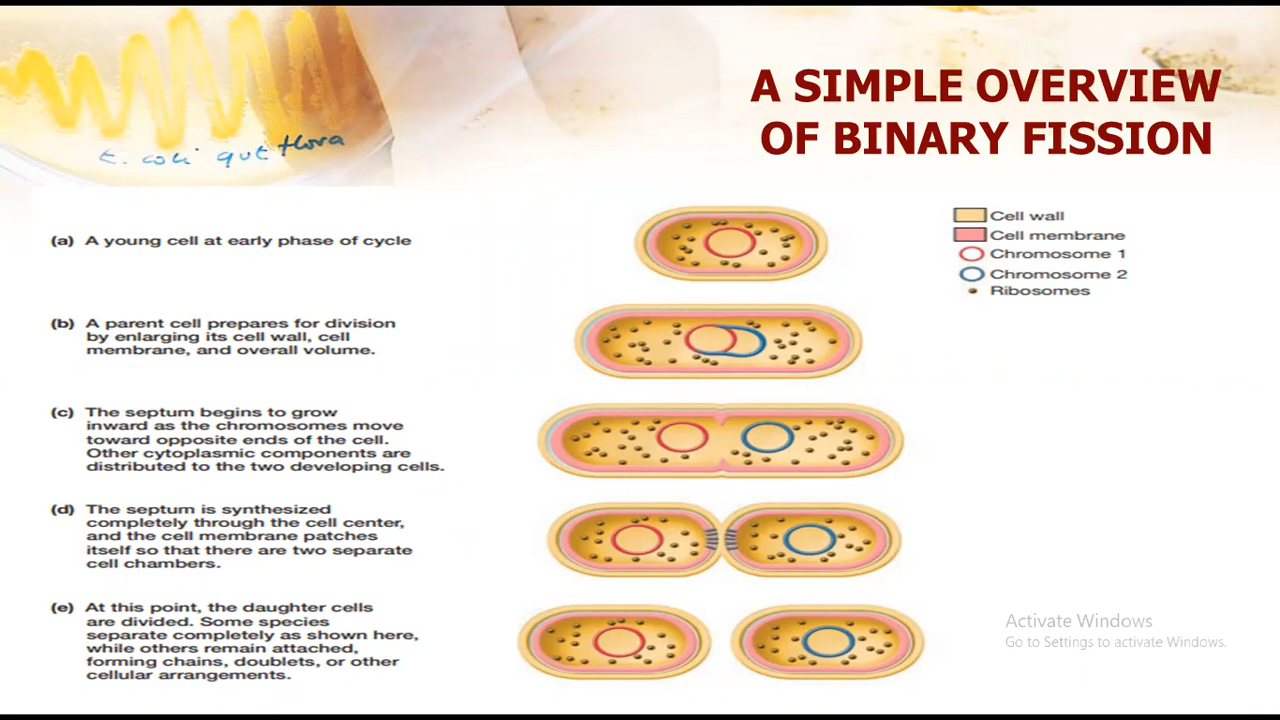 E. coli gut flora
A SIMPLE OVERVIEW
OF BINARY FISSION
(a) A young cell at early phase of cycle
Cell wall
Cell membrane
Chromosome 1
Chromosome 2
Ribosomes
(b) A parent cell prepares for division
by enlarging its cell wall, cell
membrane, and overall volume.
(c) The septum begins to grow
inward as the chromosomes move
toward opposite ends of the cell.
Other cytoplasmic components are
distributed to the two developing cells.
(d) The septum is synthesized
completely through the cell center,
and the cell membrane patches
itself so that there are two separate
cell chambers.
(e) At this point, the daughter cells
are divided. Some species
separate completely as shown here,
while others remain attached,
forming chains, doublets, or other
cellular arrangements.
Activate Windows
Go to Settings to activate Windows.